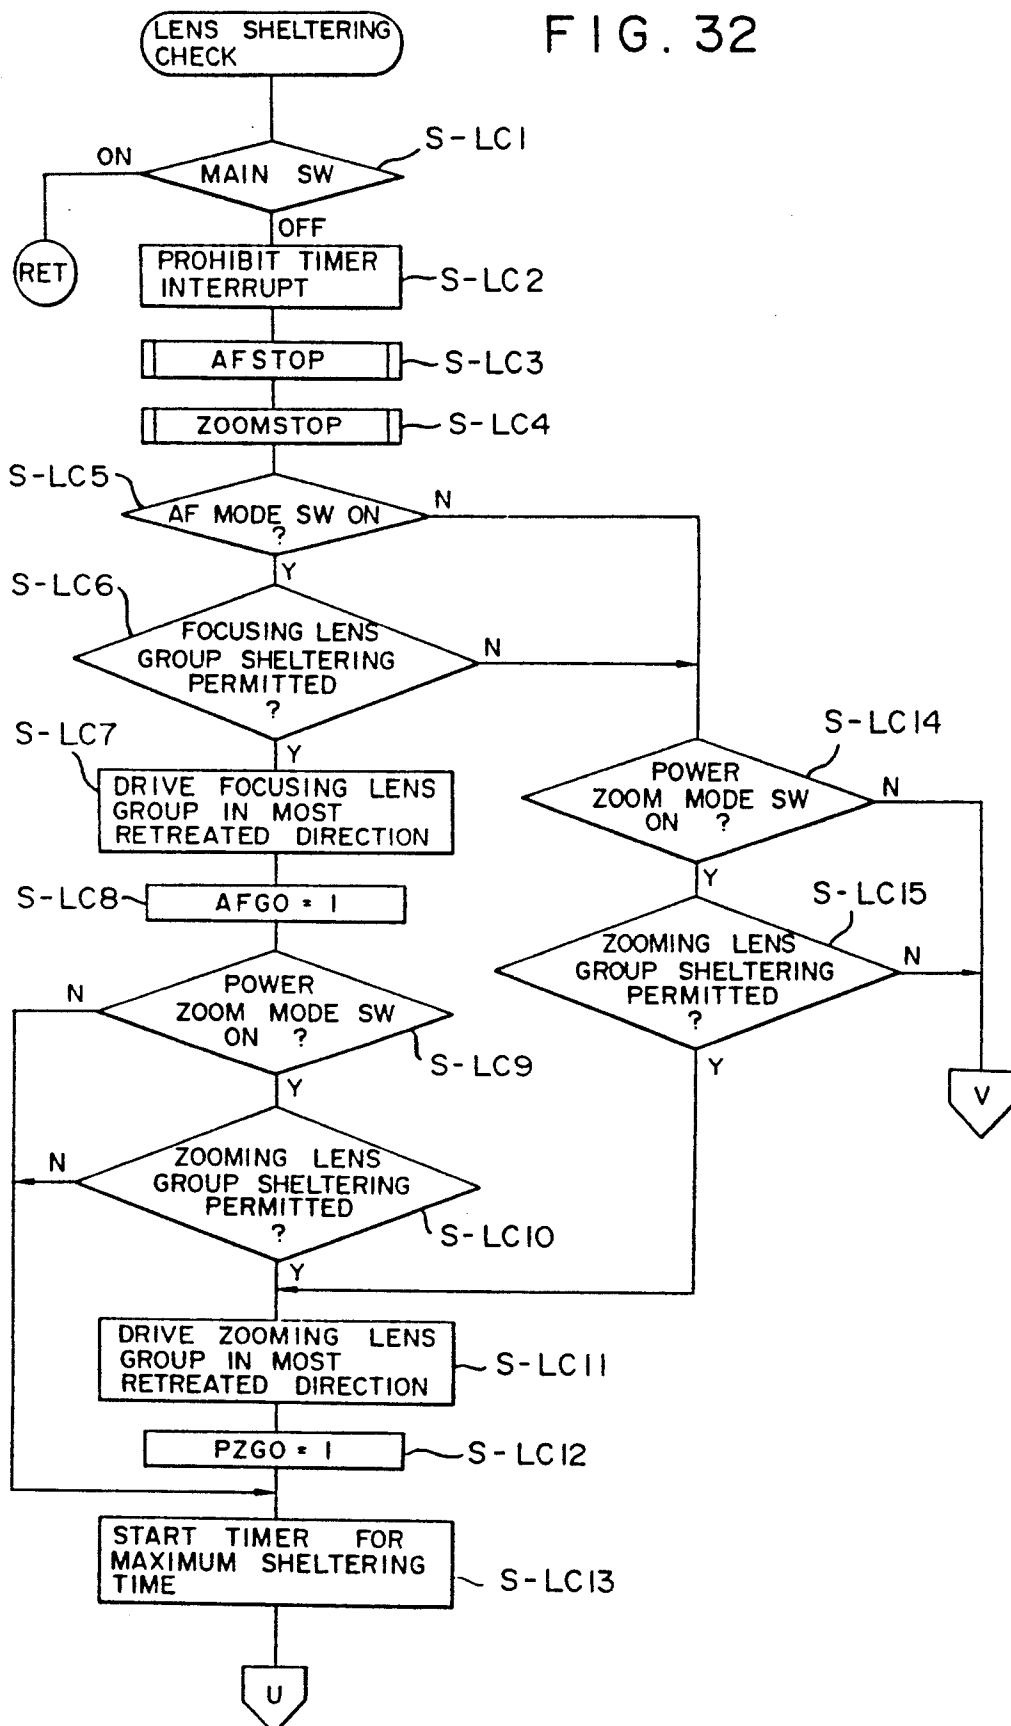 FIG. 32
LENS SHELTERING
CHECK
S-LC1
ON
MAIN SW
OFF
RET
PROHIBIT TIMER
INTERRUPT
S-LC2
AFSTOP
S-LC3
ZOOMSTOP
S-LC4
S-LC5
AF MODE SW ON
?
N
Y
S-LC6
FOCUSING LENS
GROUP SHELTERING
PERMITTED
?
N
Y
S-LC7
DRIVE FOCUSING LENS
GROUP IN MOST
RETREATED DIRECTION
S-LC14
POWER
ZOOM MODE SW
ON ?
N
Y
S-LC8
AFGO = 1
S-LC15
ZOOMING LENS
GROUP SHELTERING
PERMITTED
?
N
Y
V
N
POWER
ZOOM MODE SW
ON ?
S-LC9
Y
N
ZOOMING LENS
GROUP SHELTERING
PERMITTED
?
S-LC10
Y
DRIVE ZOOMING LENS
GROUP IN MOST
RETREATED DIRECTION
S-LC11
PZGO = 1
S-LC12
START TIMER FOR
MAXIMUM SHELTERING
TIME
S-LC13
U